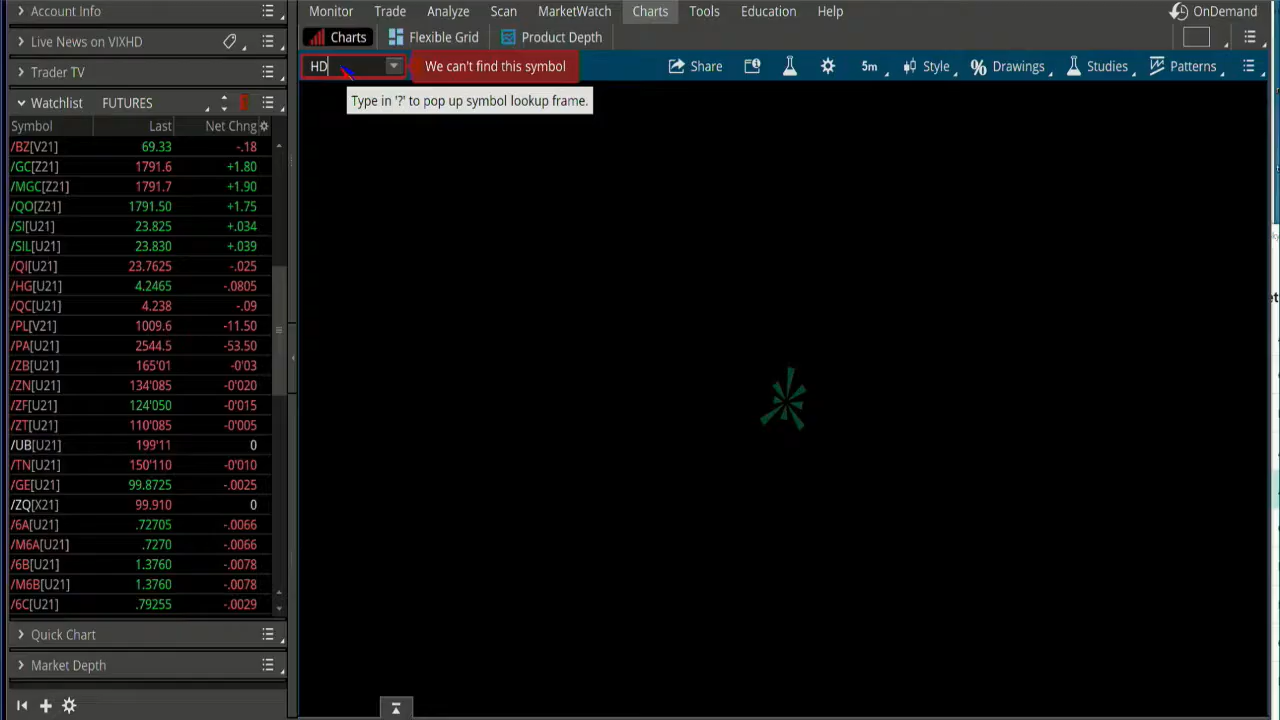 Account Info
Monitor Trade Analyze Scan MarketWatch Charts Tools Education Help OnDemand
Live News on VIXHD
Charts Flexible Grid Product Depth
Trader TV
HD We can't find this symbol Share 5m Style Drawings Studies Patterns
Type in '?' to pop up symbol lookup frame.
Watchlist FUTURES
Symbol Last Net Chng
/BZ[V21] 69.33 -.18
/GC[Z21] 1791.6 +1.80
/MGC[Z21] 1791.7 +1.90
/QO[Z21] 1791.50 +1.75
/SI[U21] 23.825 +.034
/SIL[U21] 23.830 +.039
/QI[U21] 23.7625 -.025
/HG[U21] 4.2465 -.0805
/QC[U21] 4.238 -.09
/PL[V21] 1009.6 -11.50
/PA[U21] 2544.5 -53.50
/ZB[U21] 165'01 -0'03
/ZN[U21] 134'085 -0'020
/ZF[U21] 124'050 -0'015
/ZT[U21] 110'085 -0'005
/UB[U21] 199'11 0
/TN[U21] 150'110 -0'010
/GE[U21] 99.8725 -.0025
/ZQ[X21] 99.910 0
/6A[U21] .72705 -.0066
/M6A[U21] .7270 -.0066
/6B[U21] 1.3760 -.0078
/M6B[U21] 1.3760 -.0078
/6C[U21] .79255 -.0029
Quick Chart
Market Depth